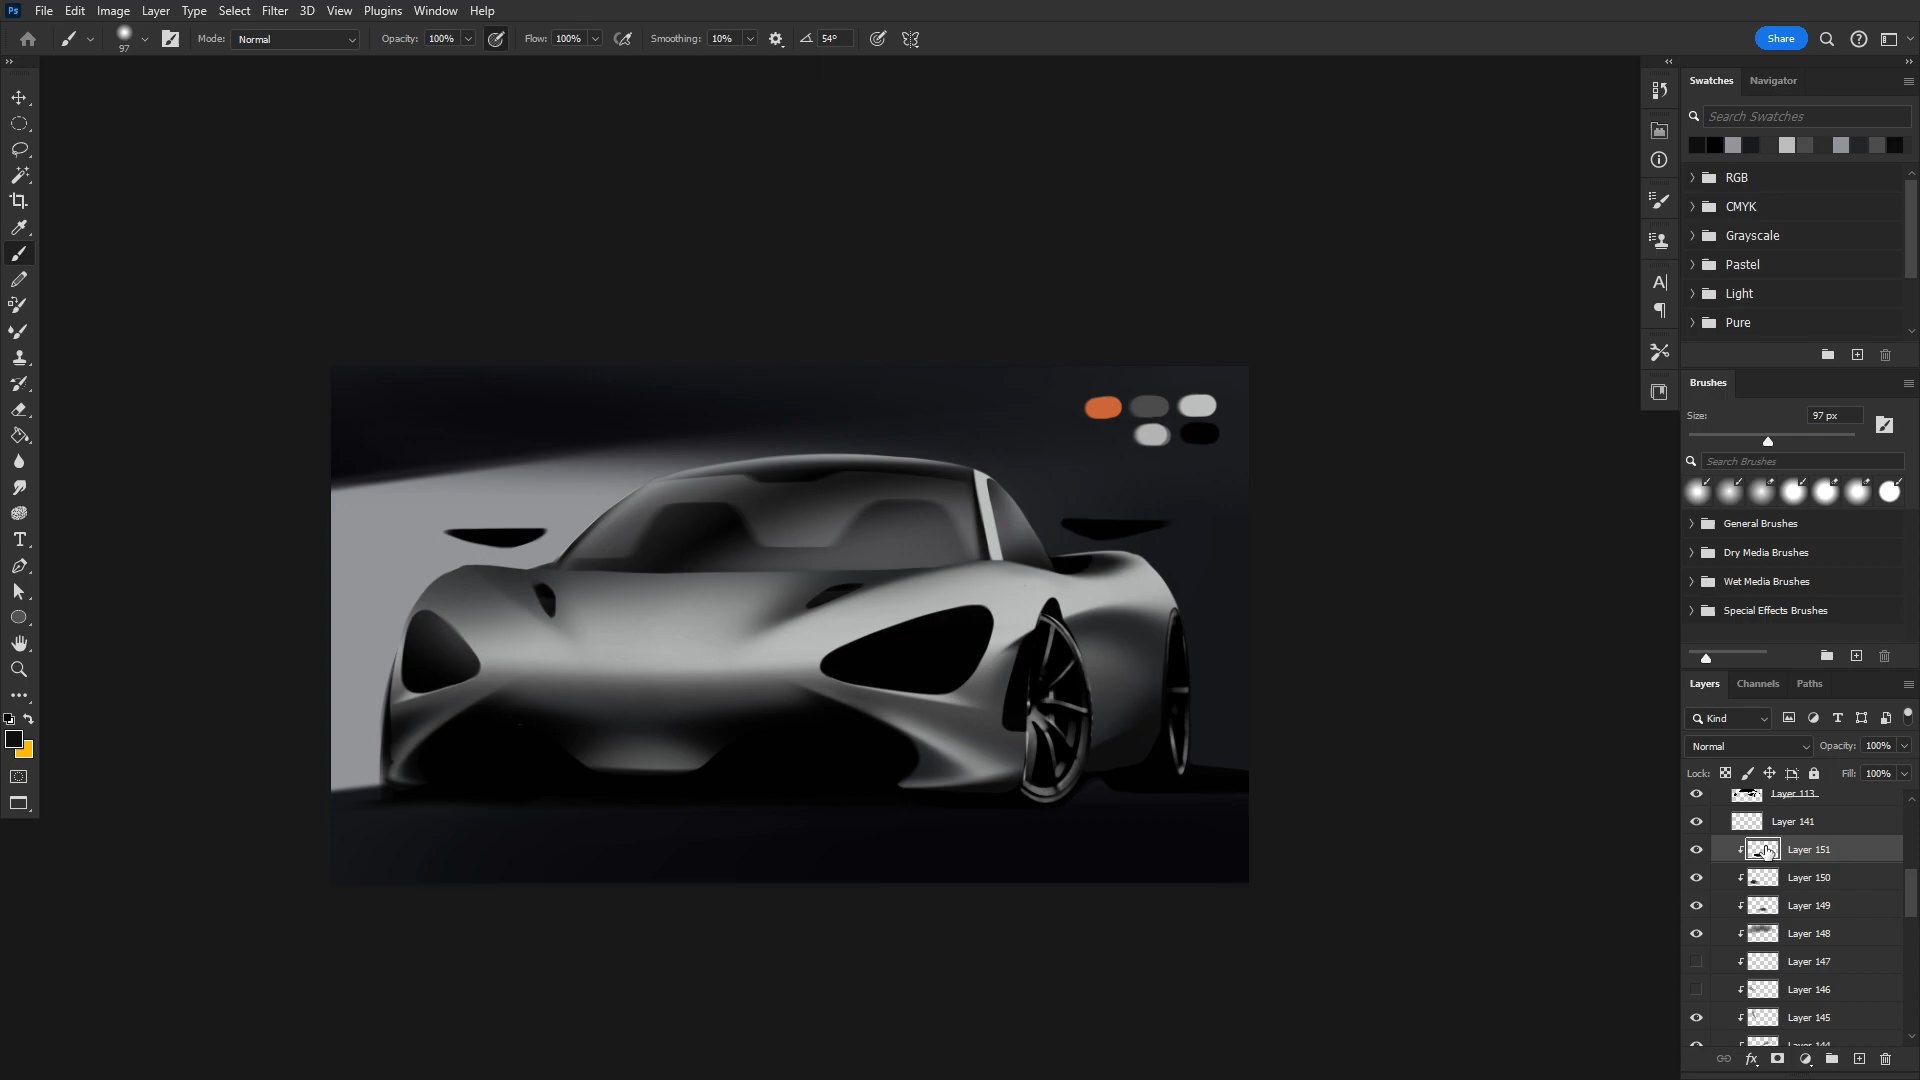 Ps File Edit Image Layer Type Select Filter 3D View Plugins Window Help
97 Mode: Normal Opacity: 100% Flow: 100% Smoothing: 10% 54° Share
Swatches Navigator
Search Swatches
RGB
CMYK
Grayscale
Pastel
Light
Pure
Brushes
Size: 97 px
Search Brushes
General Brushes
Dry Media Brushes
Wet Media Brushes
Special Effects Brushes
Layers Channels Paths
Kind
Normal Opacity: 100%
Lock: Fill: 100%
Layer 113
Layer 141
Layer 151
Layer 150
Layer 149
Layer 148
Layer 147
Layer 146
Layer 145
Layer 144